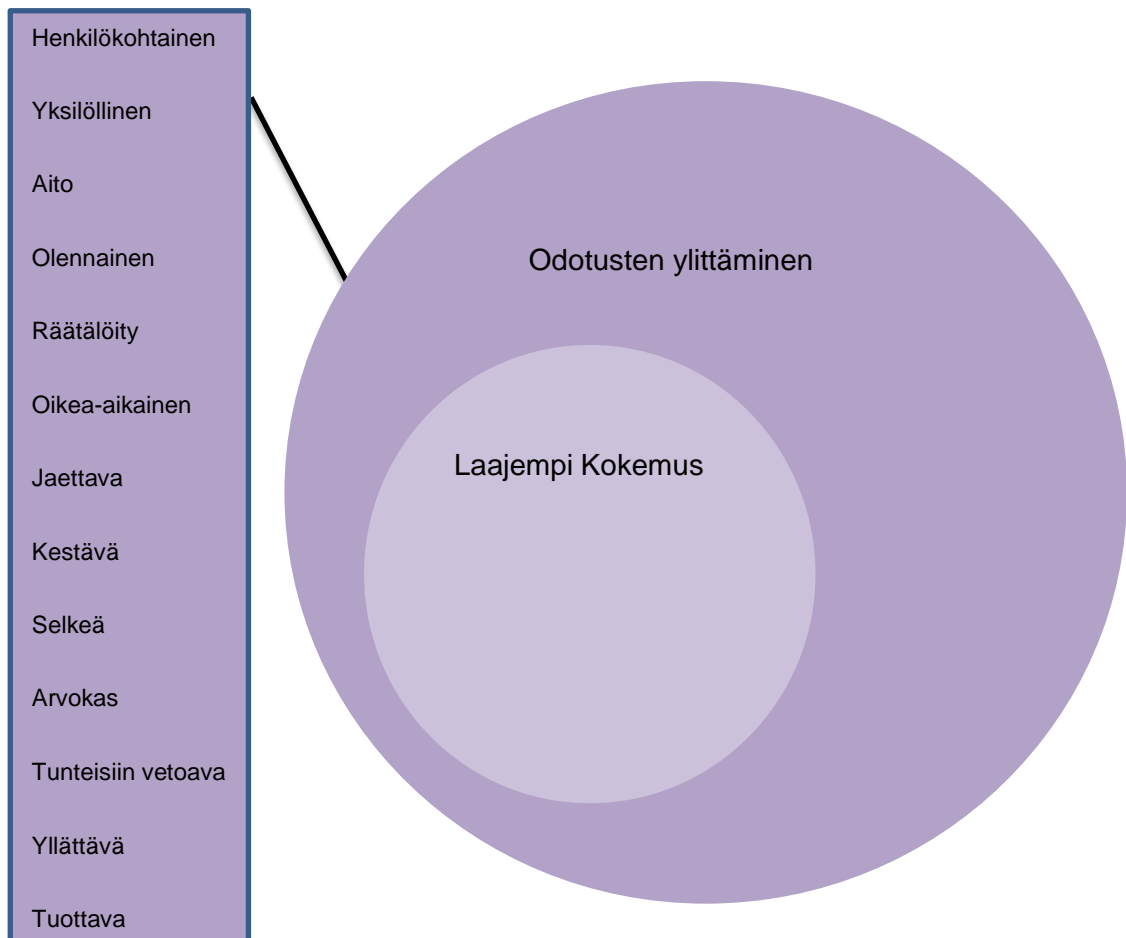 Henkilökohtainen
Yksilöllinen
Aito
Olennainen
Räätälöity
Oikea-aikainen
Jaettava
Kestävä
Selkeä
Arvokas
Tunteisiin vetoava
Yllättävä
Tuottava
Odotusten ylittäminen
Laajempi Kokemus